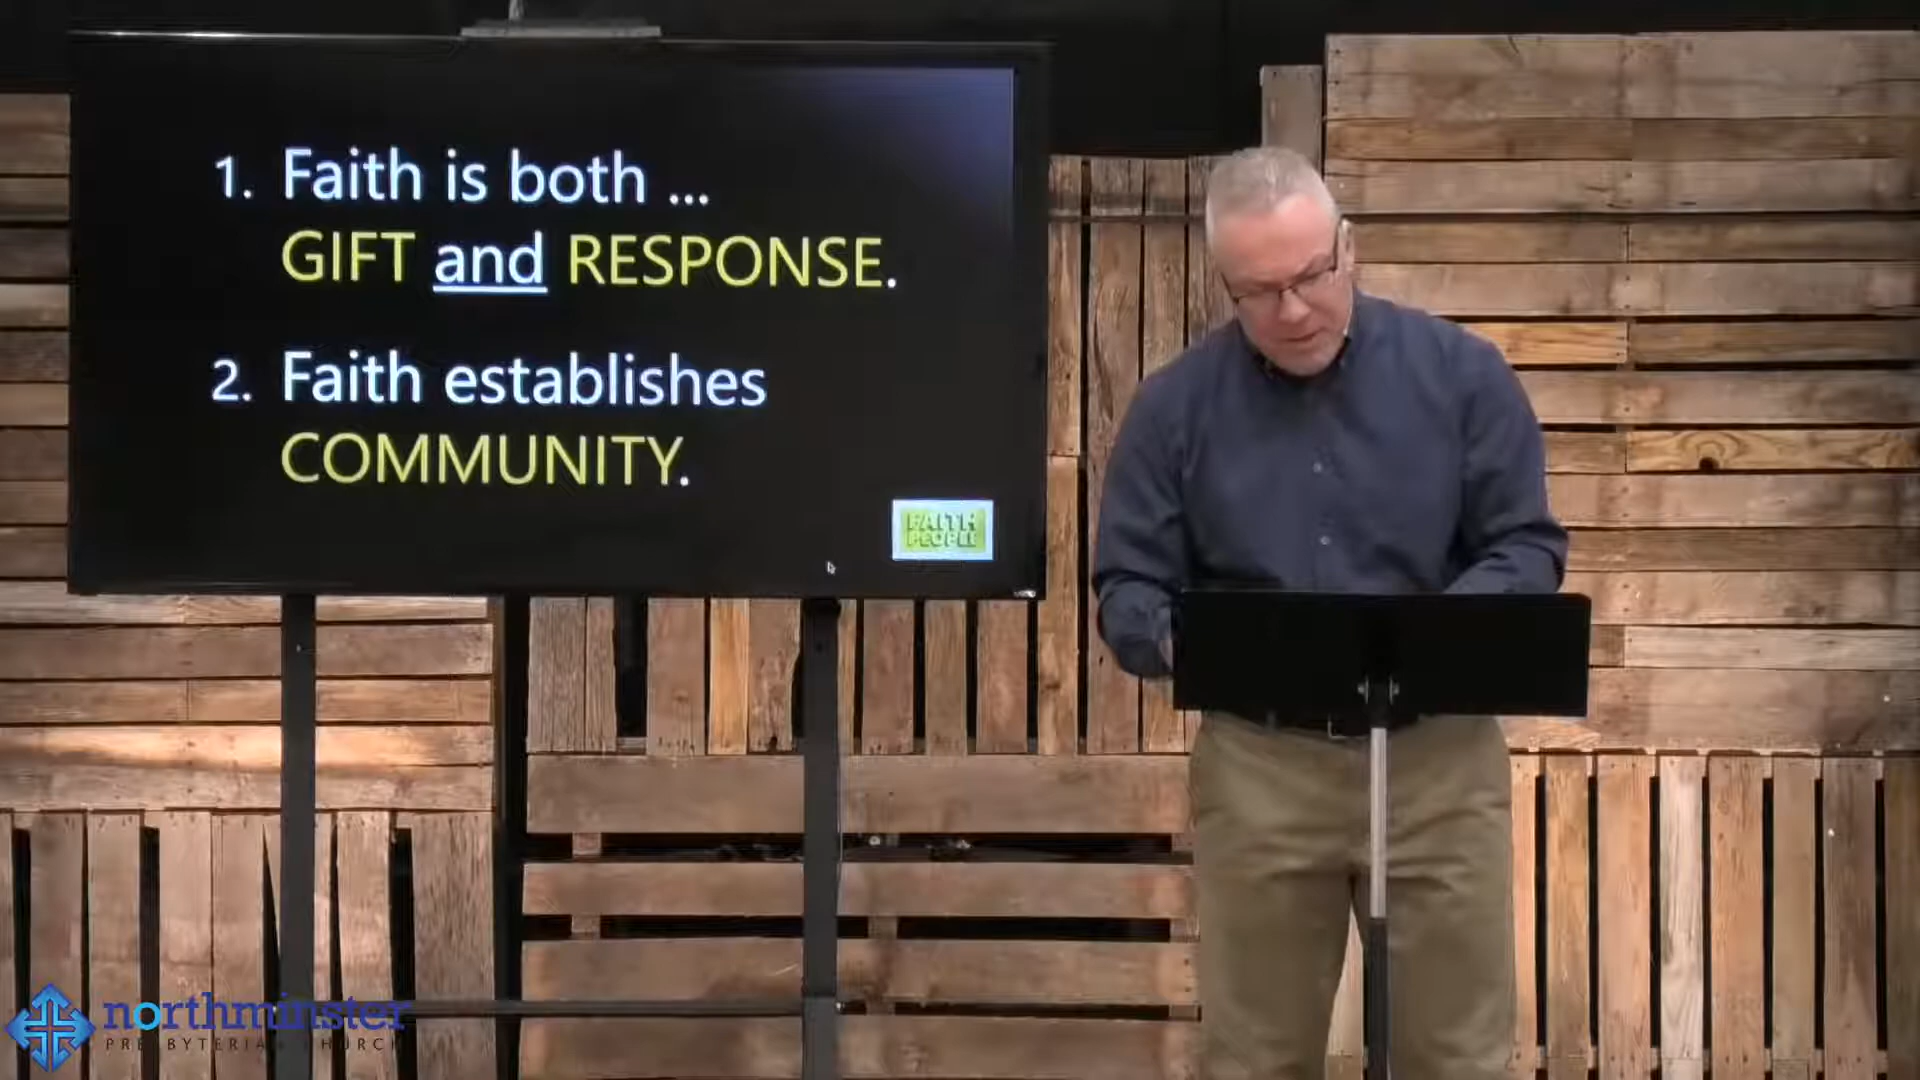 1. Faith is both ...
GIFT and RESPONSE.
2. Faith establishes
COMMUNITY.
FAITH
PEOPLE
northminster
PRESBYTERIAN CHURCH